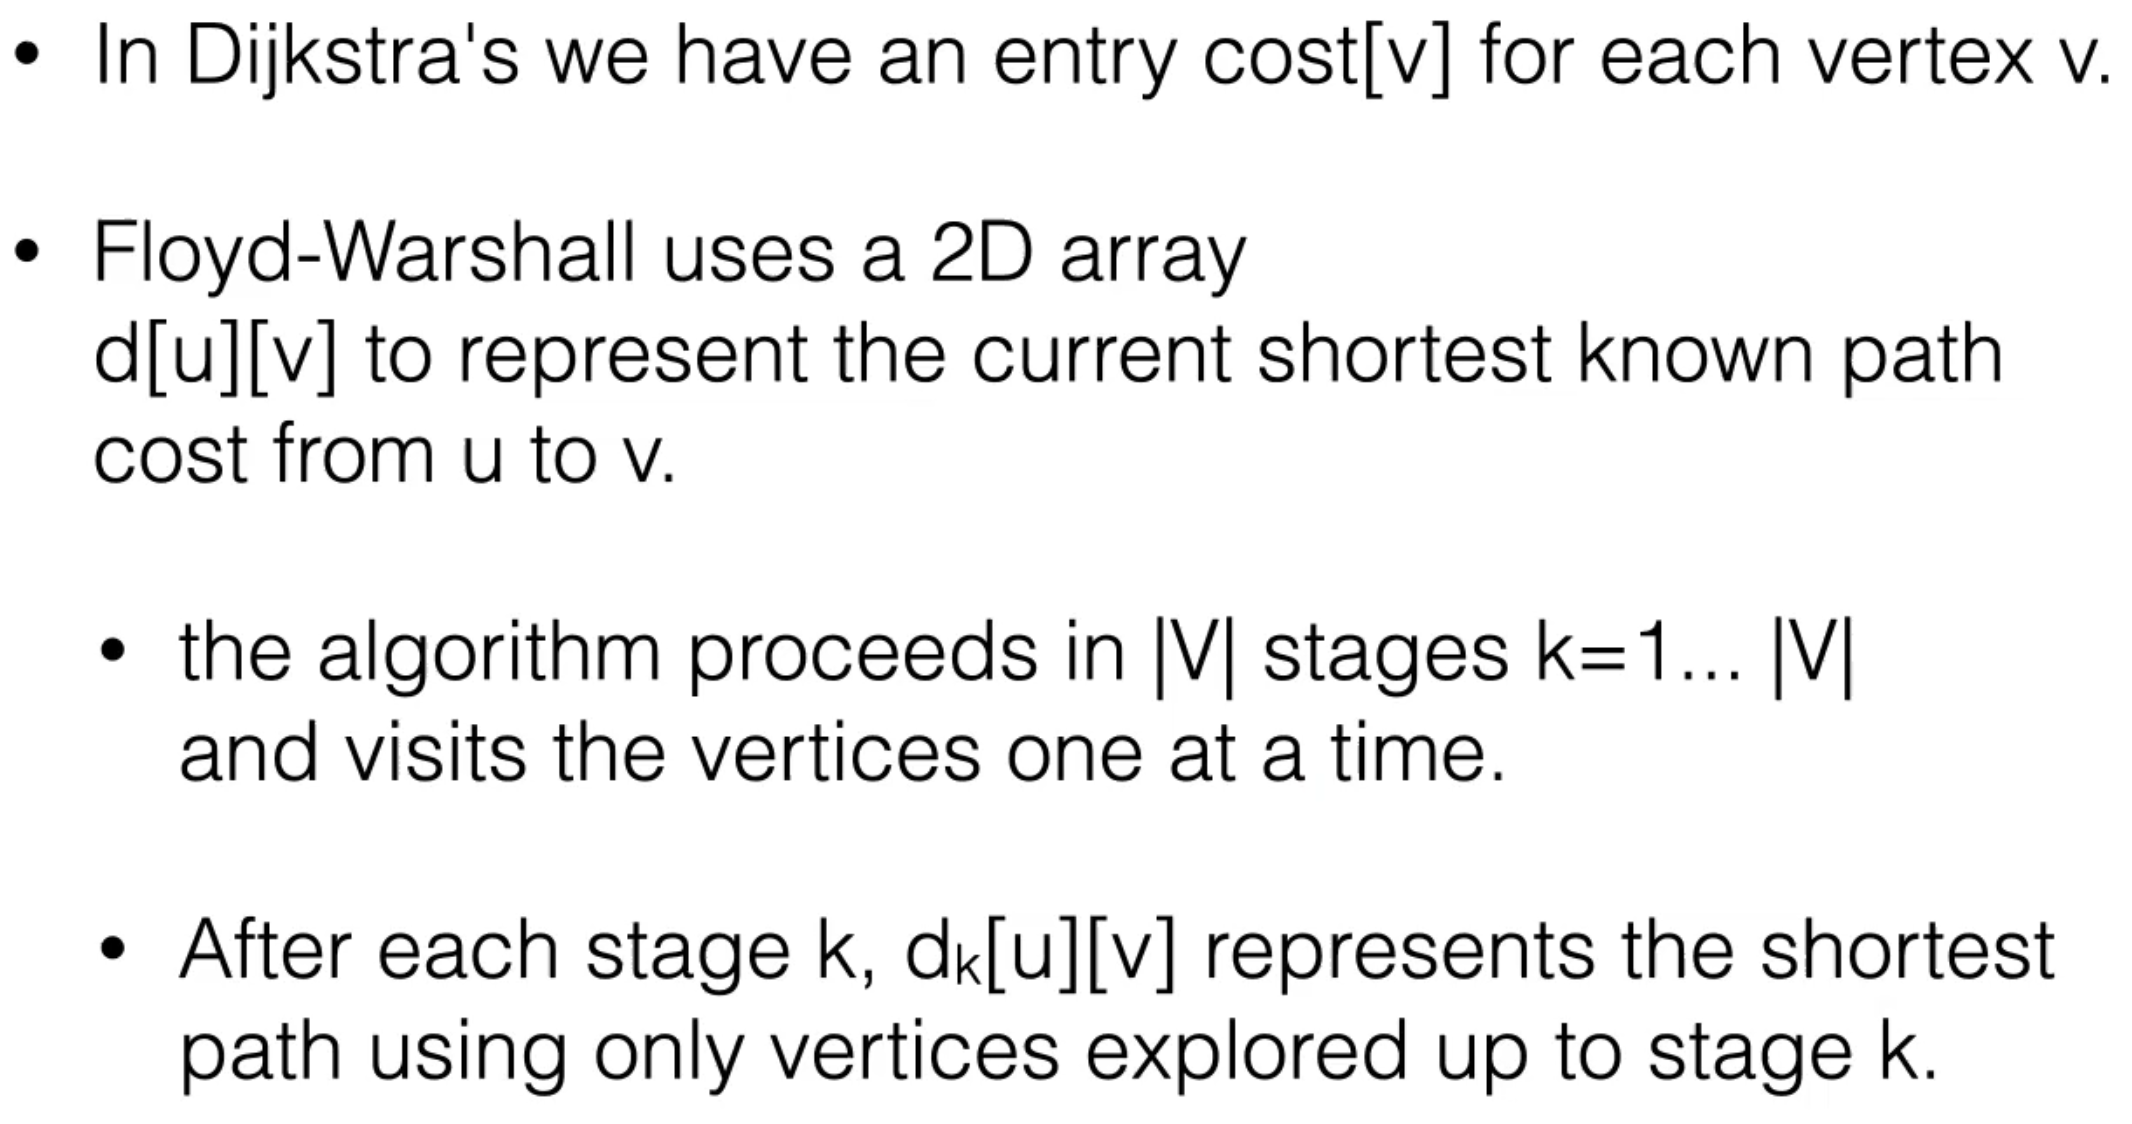 • In Dijkstra's we have an entry cost[v] for each vertex v.
• Floyd-Warshall uses a 2D array
d[u][v] to represent the current shortest known path
cost from u to v.
• the algorithm proceeds in |V| stages k=1... |V|
and visits the vertices one at a time.
• After each stage k, dₖ[u][v] represents the shortest
path using only vertices explored up to stage k.